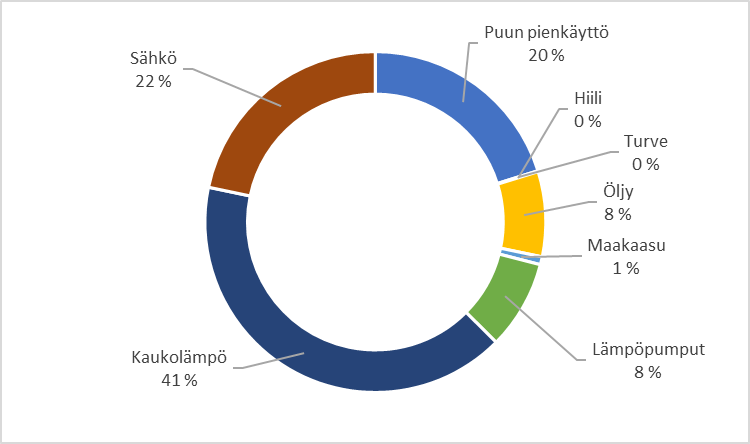 Puun pienkäyttö
20 %
Hiili
0 %
Turve
0 %
Öljy
8 %
Maakaasu
1 %
Lämpöpumput
8 %
Kaukolämpö
41 %
Sähkö
22 %